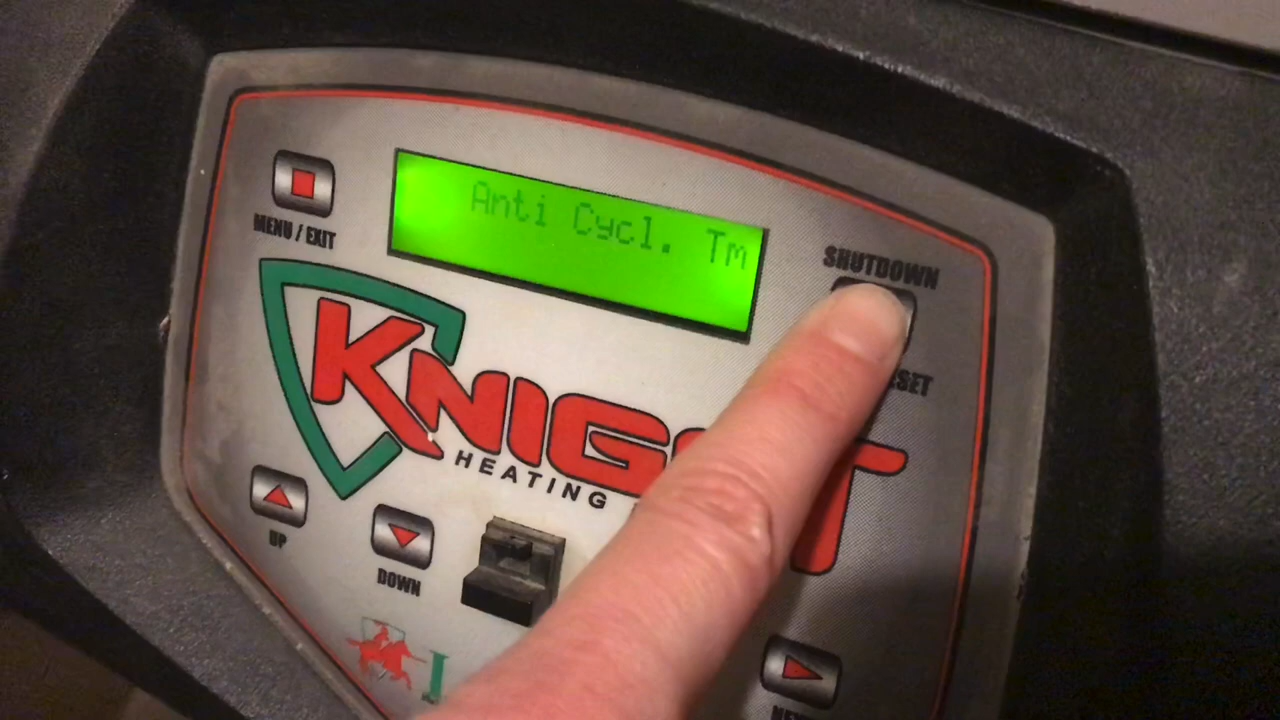 Anti Cycl. Tm
MENU / EXIT
SHUTDOWN
HEATING
UP
DOWN